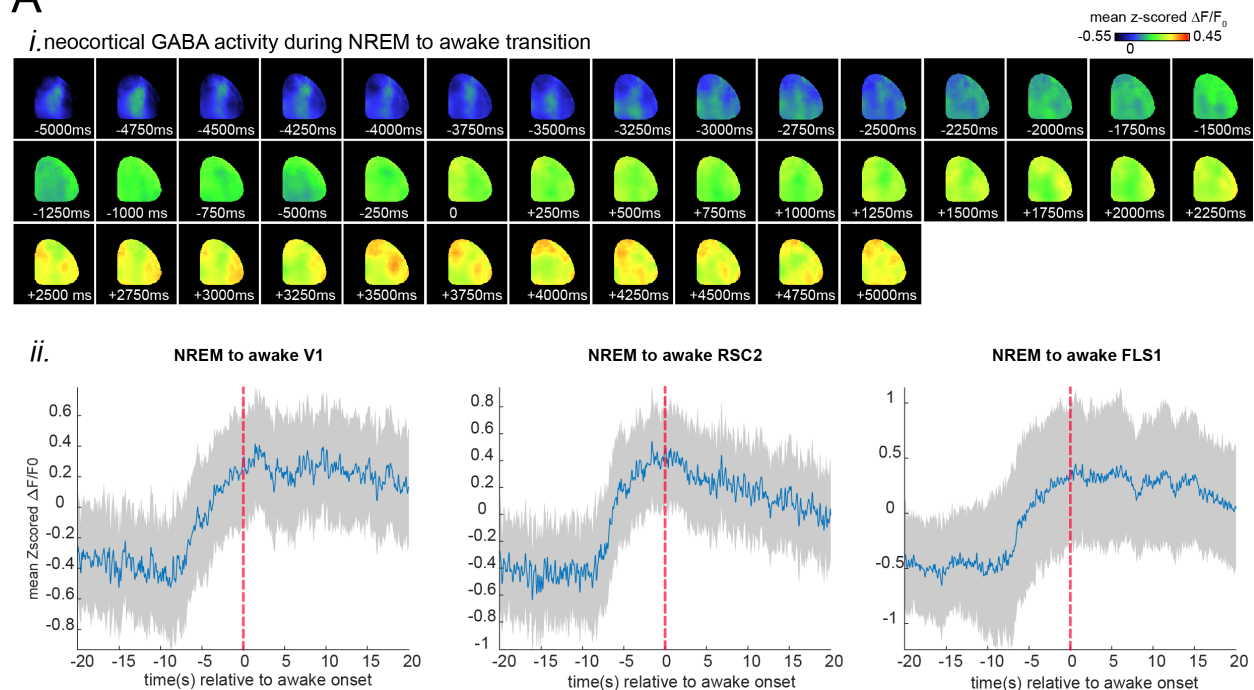 A
mean z-scored ΔF/F0
i. neocortical GABA activity during NREM to awake transition
-0.55 0.45
0
-5000ms -4750ms -4500ms -4250ms -4000ms -3750ms -3500ms -3250ms -3000ms -2750ms -2500ms -2250ms -2000ms -1750ms -1500ms
-1250ms -1000 ms -750ms -500ms -250ms 0 +250ms +500ms +750ms +1000ms +1250ms +1500ms +1750ms +2000ms +2250ms
+2500 ms +2750ms +3000ms +3250ms +3500ms +3750ms +4000ms +4250ms +4500ms +4750ms +5000ms
ii.
NREM to awake V1
mean Zscored ΔF/F0
0.6
0.4
0.2
0
-0.2
-0.4
-0.6
-0.8
-20 -15 -10 -5 0 5 10 15 20
time(s) relative to awake onset
NREM to awake RSC2
0.8
0.6
0.4
0.2
0
-0.2
-0.4
-0.6
-0.8
-1
-20 -15 -10 -5 0 5 10 15 20
time(s) relative to awake onset
NREM to awake FLS1
1
0.5
0
-0.5
-1
-20 -15 -10 -5 0 5 10 15 20
time(s) relative to awake onset